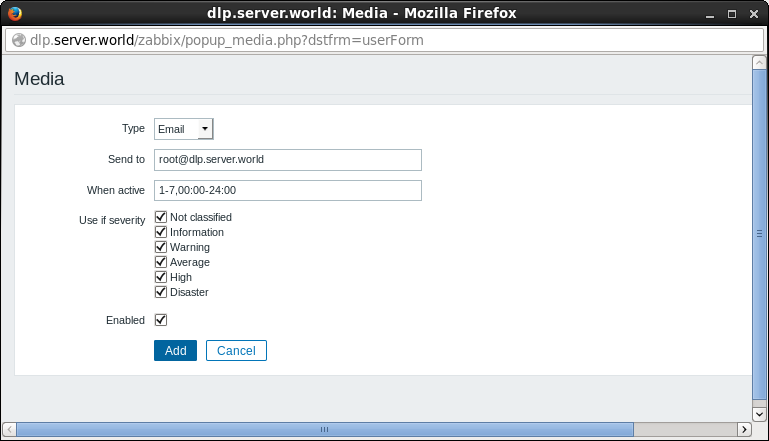 dlp.server.world: Media - Mozilla Firefox
dlp.server.world/zabbix/popup_media.php?dstfrm=userForm
Media
Type Email
Send to root@dlp.server.world
When active 1-7,00:00-24:00
Use if severity Not classified
Information
Warning
Average
High
Disaster
Enabled
Add Cancel